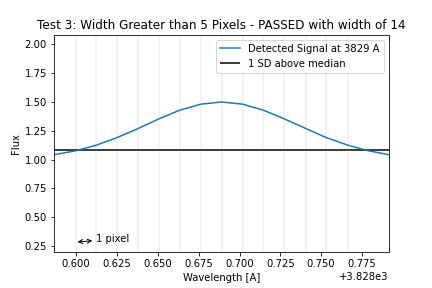 Test 3: Width Greater than 5 Pixels - PASSED with width of 14
2.00
1.75
1.50
1.25
1.00
0.75
0.50
0.25
Flux
Detected Signal at 3829 A
1 SD above median
1 pixel
0.600 0.625 0.650 0.675 0.700 0.725 0.750 0.775
Wavelength [A]
+3.828e3